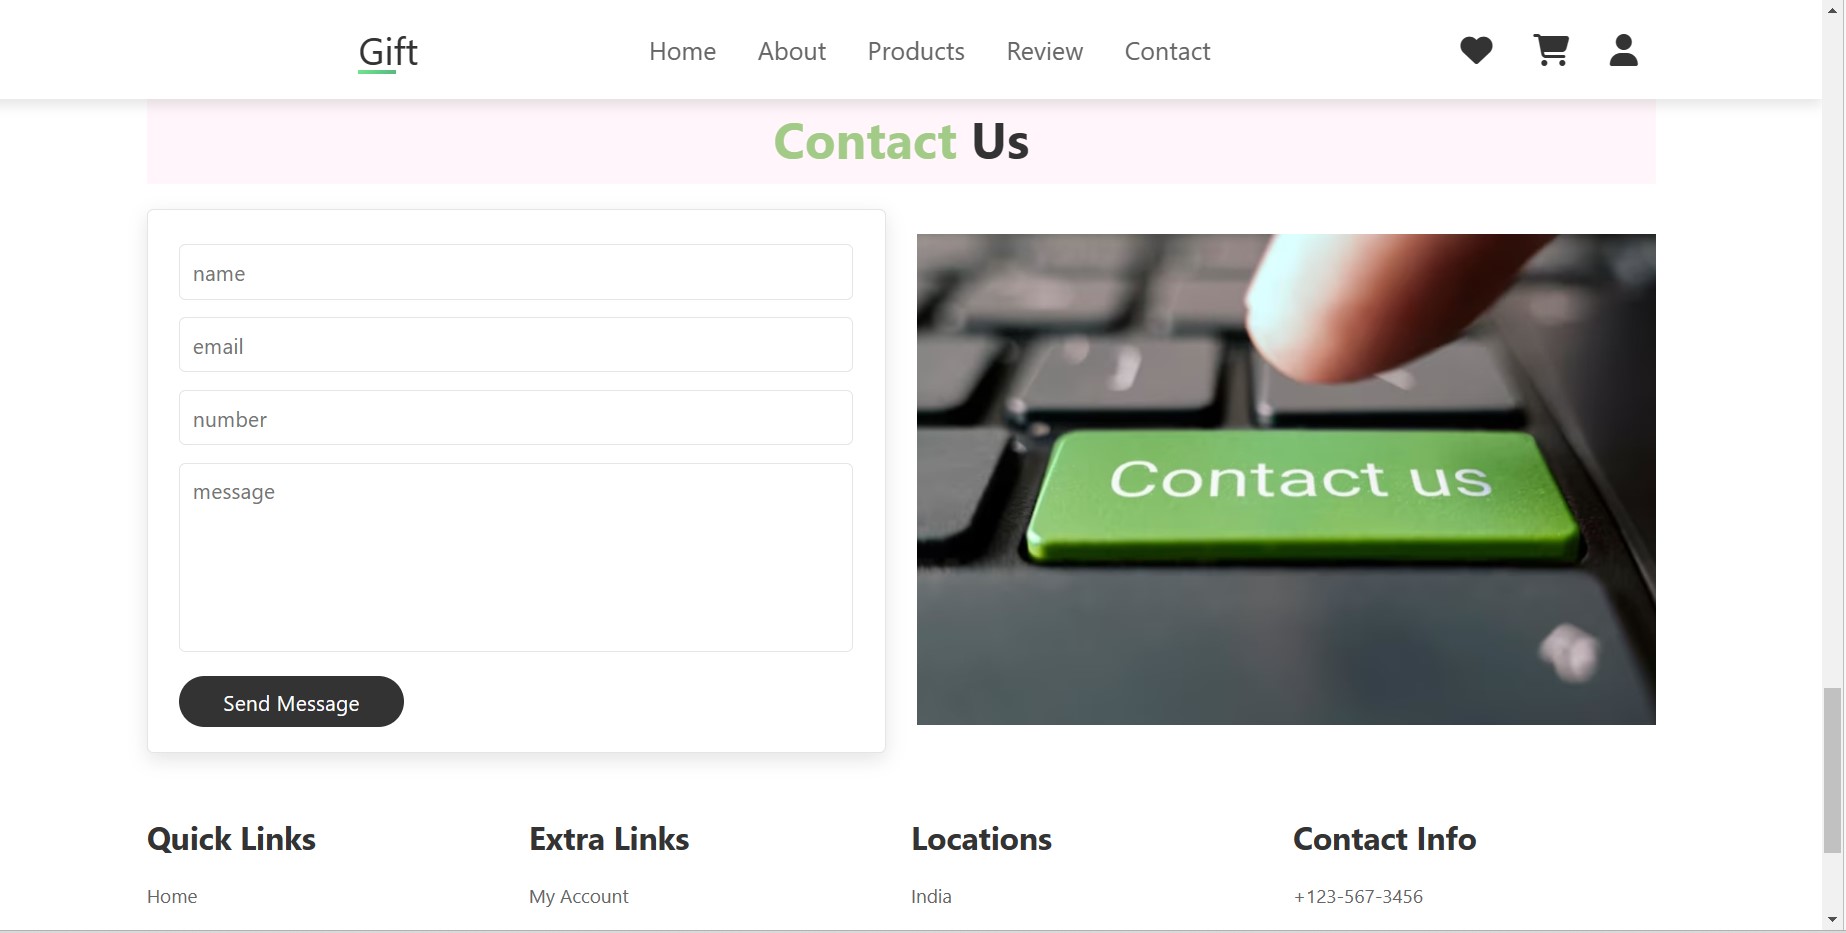 Gift
Home About Products Review Contact
Contact Us
name
email
number
message
Send Message
Contact us
Quick Links Extra Links Locations Contact Info
Home My Account India +123-567-3456